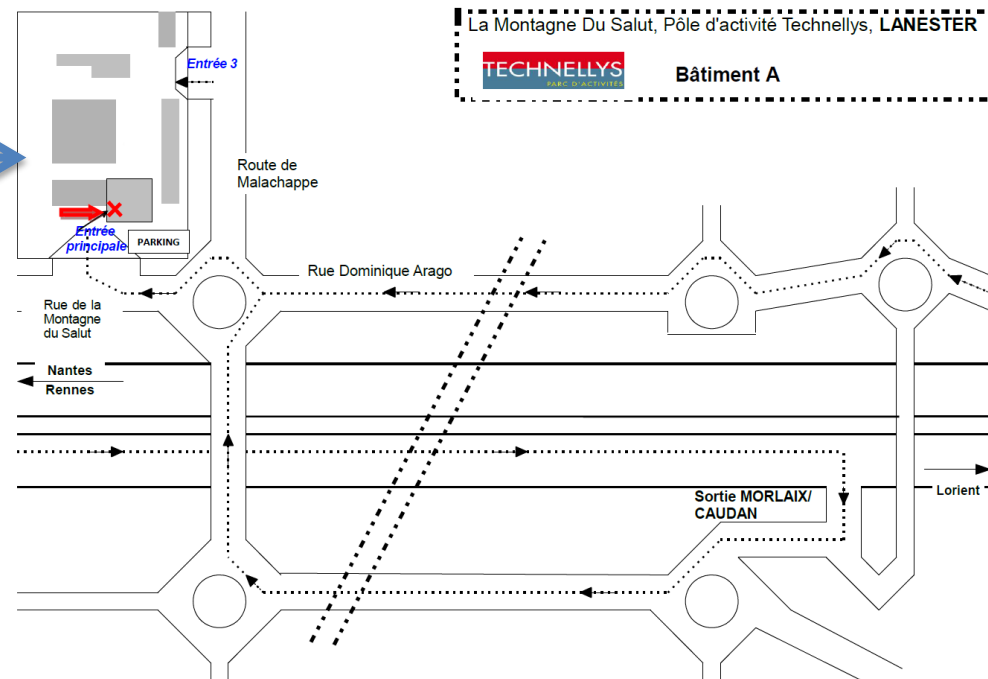 La Montagne Du Salut, Pôle d'activité Technellys, LANESTER
TECHNELLYS
PARC D'ACTIVITÉS
Bâtiment A
Entrée 3
Route de
Malachappe
Entrée
principale
PARKING
Rue Dominique Arago
Rue de la
Montagne
du Salut
Nantes
Rennes
Sortie MORLAIX/
CAUDAN
Lorient